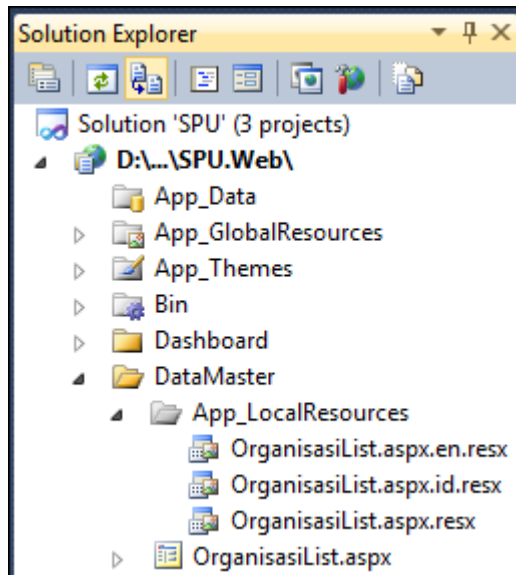 Solution Explorer
Solution 'SPU' (3 projects)
D:\...\SPU.Web\
App_Data
App_GlobalResources
App_Themes
Bin
Dashboard
DataMaster
App_LocalResources
OrganisasiList.aspx.en.resx
OrganisasiList.aspx.id.resx
OrganisasiList.aspx.resx
OrganisasiList.aspx